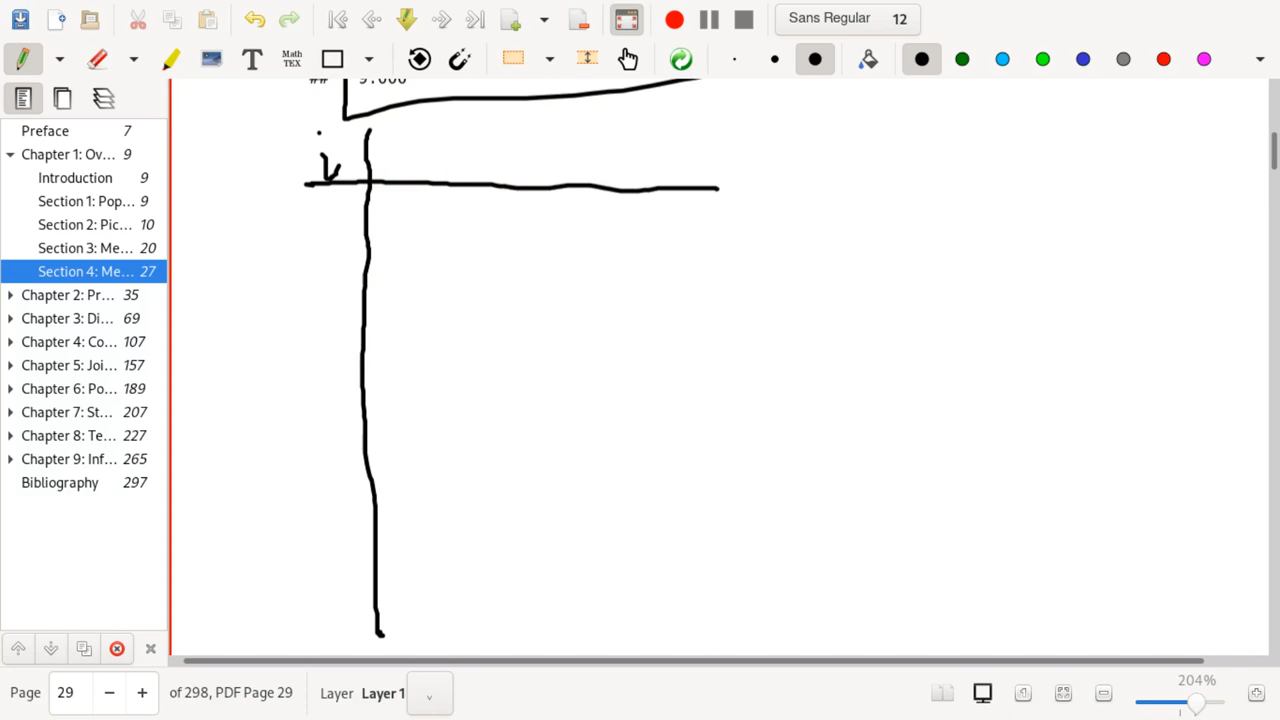 Sans Regular 12
Math
TEX
## 9.000
i
Preface 7
Chapter 1: Ov... 9
Introduction 9
Section 1: Pop... 9
Section 2: Pic... 10
Section 3: Me... 20
Section 4: Me... 27
Chapter 2: Pr... 35
Chapter 3: Di... 69
Chapter 4: Co... 107
Chapter 5: Joi... 157
Chapter 6: Po... 189
Chapter 7: St... 207
Chapter 8: Te... 227
Chapter 9: Inf... 265
Bibliography 297
Page 29 of 298, PDF Page 29 Layer Layer 1 204%